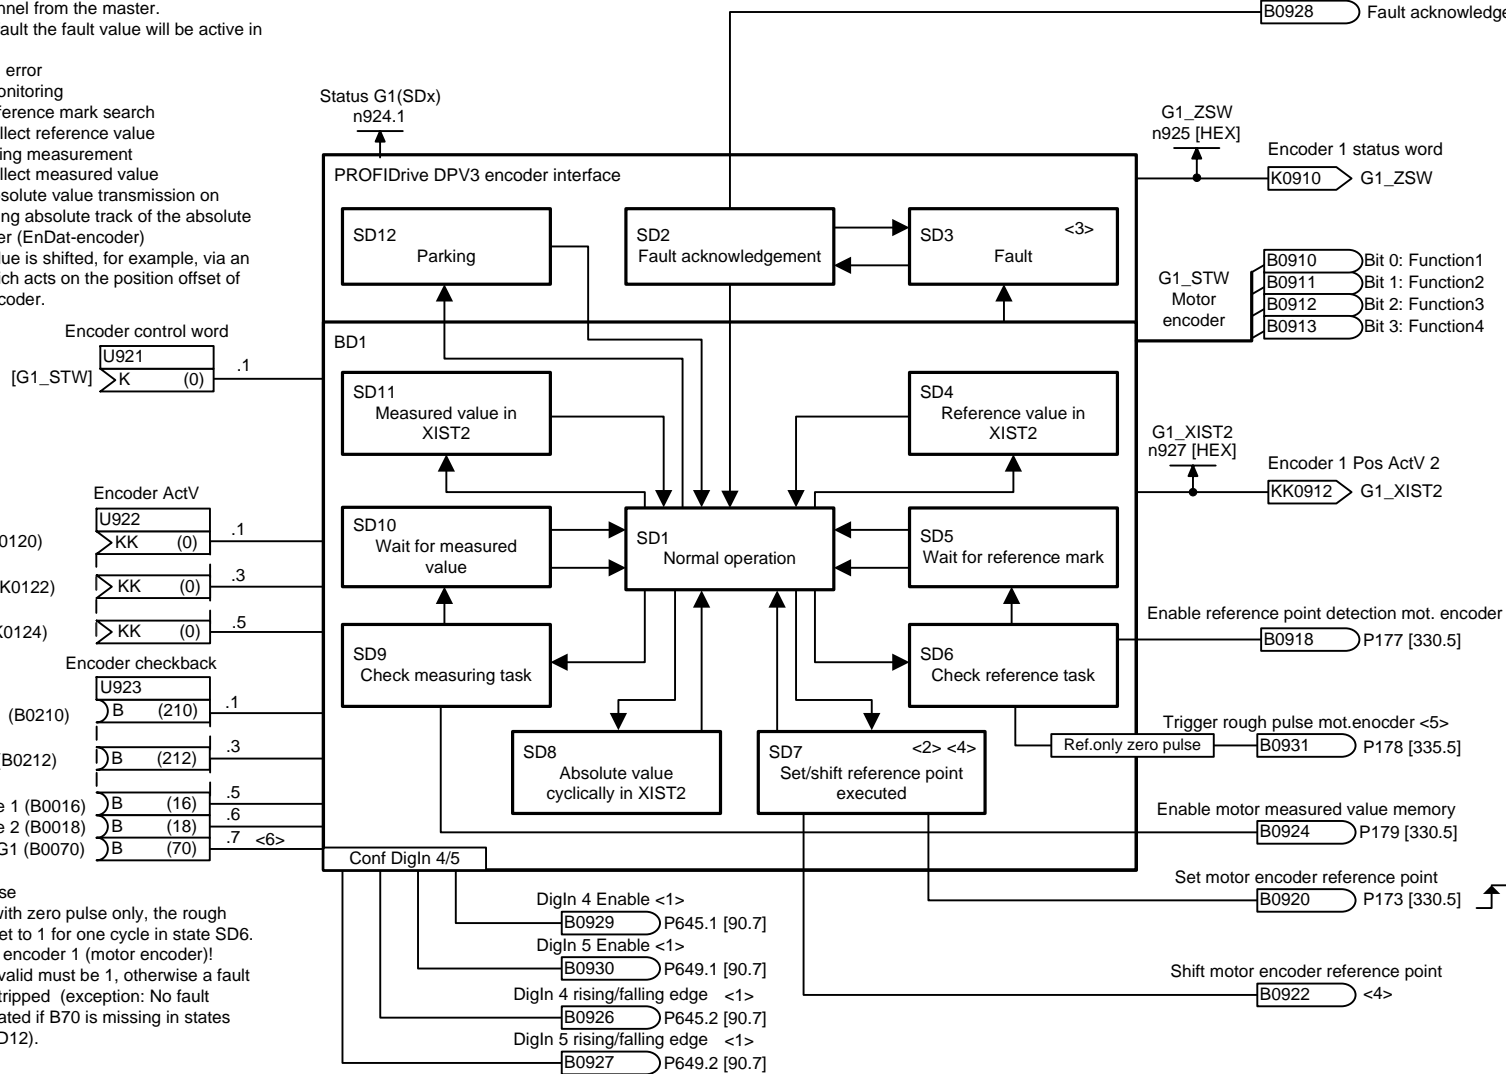 nnel from the master.
ault the fault value will be active in
error
onitoring
ference mark search
llect reference value
ing measurement
llect measured value
bsolute value transmission on
ing absolute track of the absolute
er (EnDat-encoder)
lue is shifted, for example, via an
ich acts on the position offset of
coder.
B0928
Fault acknowledge
Status G1(SDx)
n924.1
G1_ZSW
n925 [HEX]
Encoder 1 status word
K0910
G1_ZSW
PROFIDrive DPV3 encoder interface
SD12
Parking
SD2
Fault acknowledgement
SD3
<3>
Fault
G1_STW
Motor
encoder
B0910
Bit 0: Function1
B0911
Bit 1: Function2
B0912
Bit 2: Function3
B0913
Bit 3: Function4
Encoder control word
U921
[G1_STW]
K
(0)
.1
BD1
SD11
Measured value in
XIST2
SD4
Reference value in
XIST2
G1_XIST2
n927 [HEX]
Encoder 1 Pos ActV 2
KK0912
G1_XIST2
Encoder ActV
U922
0120)
KK
(0)
.1
K0122)
KK
(0)
.3
K0124)
KK
(0)
.5
SD10
Wait for measured
value
SD1
Normal operation
SD5
Wait for reference mark
SD9
Check measuring task
SD6
Check reference task
Enable reference point detection mot. encoder
B0918
P177 [330.5]
Encoder checkback
U923
(B0210)
B
(210)
.1
B0212)
B
(212)
.3
e 1 (B0016)
B
(16)
.5
e 2 (B0018)
B
(18)
.6
G1 (B0070)
B
(70)
.7
<6>
SD8
Absolute value
cyclically in XIST2
SD7
<2> <4>
Set/shift reference point
executed
Ref.only zero pulse
Trigger rough pulse mot.enocder <5>
B0931
P178 [335.5]
Enable motor measured value memory
B0924
P179 [330.5]
Conf DigIn 4/5
Set motor encoder reference point
B0920
P173 [330.5]
Shift motor encoder reference point
B0922
<4>
DigIn 4 Enable <1>
B0929
P645.1 [90.7]
DigIn 5 Enable <1>
B0930
P649.1 [90.7]
DigIn 4 rising/falling edge <1>
B0926
P645.2 [90.7]
DigIn 5 rising/falling edge <1>
B0927
P649.2 [90.7]
se
with zero pulse only, the rough
et to 1 for one cycle in state SD6.
encoder 1 (motor encoder)!
valid must be 1, otherwise a fault
tripped (exception: No fault
ated if B70 is missing in states
D12).